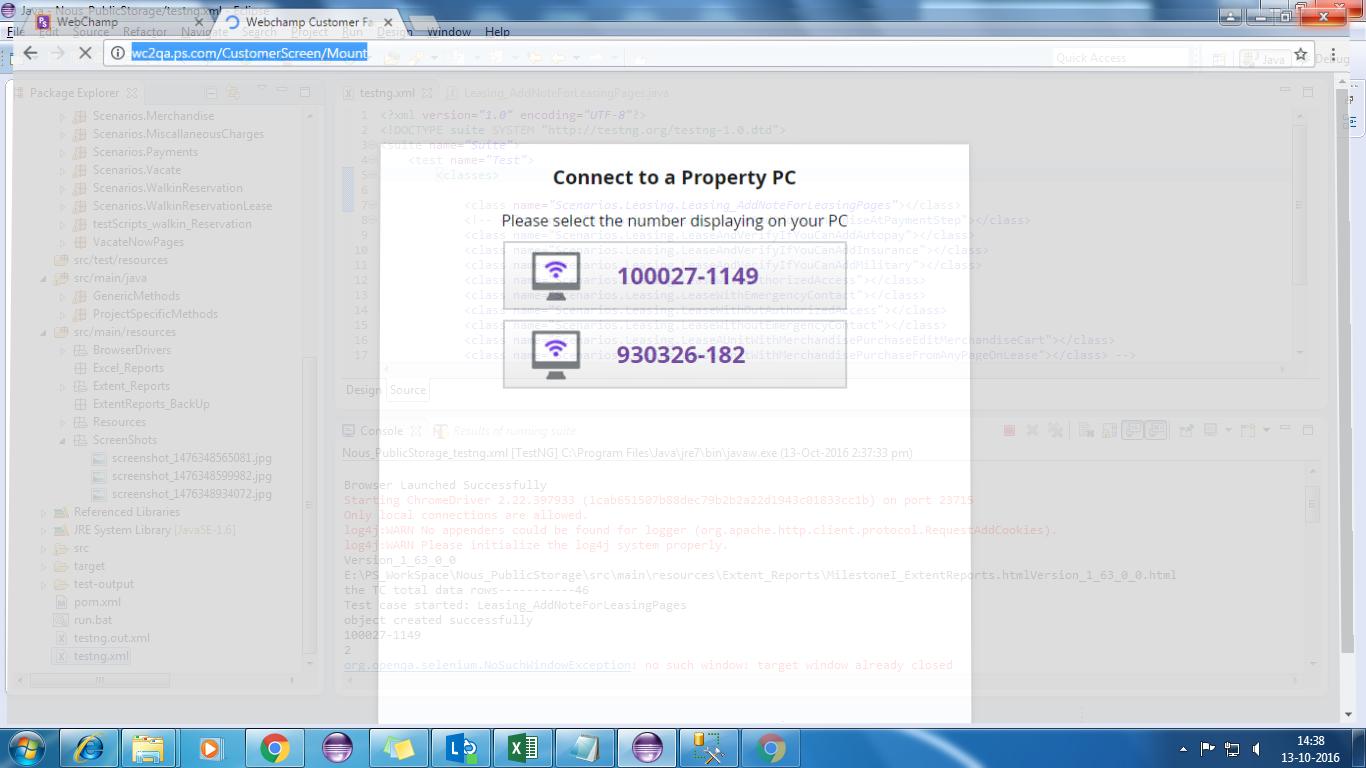 Java - Nous_PublicStorage/testng.xml - Eclipse
WebChamp
Webchamp Customer Fa
File Edit Source Refactor Navigate Search Project Run Design Window Help
wc2qa.ps.com/CustomerScreen/Mount
Quick Access
Java
Debug
Package Explorer
Scenarios.Merchandise
Scenarios.MiscallaneousCharges
Scenarios.Payments
Scenarios.Vacate
Scenarios.WalkinReservation
Scenarios.WalkinReservationLease
testScripts_walkin_Reservation
VacateNowPages
src/test/resources
src/main/java
GenericMethods
ProjectSpecificMethods
src/main/resources
BrowserDrivers
Excel_Reports
Extent_Reports
ExtentReports_BackUp
Resources
ScreenShots
screenshot_1476348565081.jpg
screenshot_1476348599982.jpg
screenshot_1476348934072.jpg
Referenced Libraries
JRE System Library [JavaSE-1.6]
src
target
test-output
pom.xml
run.bat
testng.out.xml
testng.xml
testng.xml
Leasing_AddNoteForLeasingPages.java
1 <?xml version="1.0" encoding="UTF-8"?>
2 <!DOCTYPE suite SYSTEM "http://testng.org/testng-1.0.dtd">
3 <suite name="Suite">
4 <test name="Test">
5 <classes>
6
7 <class name="Scenarios.Leasing.Leasing_AddNoteForLeasingPages"></class>
8 <!--
9 <class name="Scenarios.Leasing.LeaseAndVerifyIfYouCanAddAutopay"></class>
10 <class name="Scenarios.Leasing.LeaseAndVerifyIfYouCanAddInsurance"></class>
11 <class name="Scenarios.Leasing.LeaseAndVerifyIfYouCanAddMilitary"></class>
12 <class
13 <class name="Scenarios.Leasing.LeaseWithEmergencyContact"></class>
14 <class name="Scenarios.Leasing.LeaseWithOutAuthorizedAccess"></class>
15 <class name="Scenarios.Leasing.LeaseWithoutEmergencyContact"></class>
16 <class name="Scenarios.Leasing.LeaseAUnitWithMerchandisePurchaseEditMerchandiseCart"></class>
17 <class
Connect to a Property PC
Please select the number displaying on your PC
100027-1149
930326-182
Design Source
Console
Results of running suite
Nous_PublicStorage_testng.xml [TestNG] C:\Program Files\Java\jre7\bin\javaw.exe (13-Oct-2016 2:37:33 pm)
Browser Launched Successfully
Starting ChromeDriver 2.22.397933 (1cab651507b88dec79b2b2a22d1943c01833cc1b) on port 23715
Only local connections are allowed.
log4j:WARN No appenders could be found for logger (org.apache.http.client.protocol.RequestAddCookies).
log4j:WARN Please initialize the log4j system properly.
Version_1_63_0_0
E:\PS_WorkSpace\Nous_PublicStorage\src\main\resources\Extent_Reports\MilestoneI_ExtentReports.htmlVersion_1_63_0_0.html
the TC total data rows-----------46
Test case started: Leasing_AddNoteForLeasingPages
object created successfully
100027-1149
2
org.openqa.selenium.NoSuchWindowException: no such window: target window already closed
14:38
13-10-2016